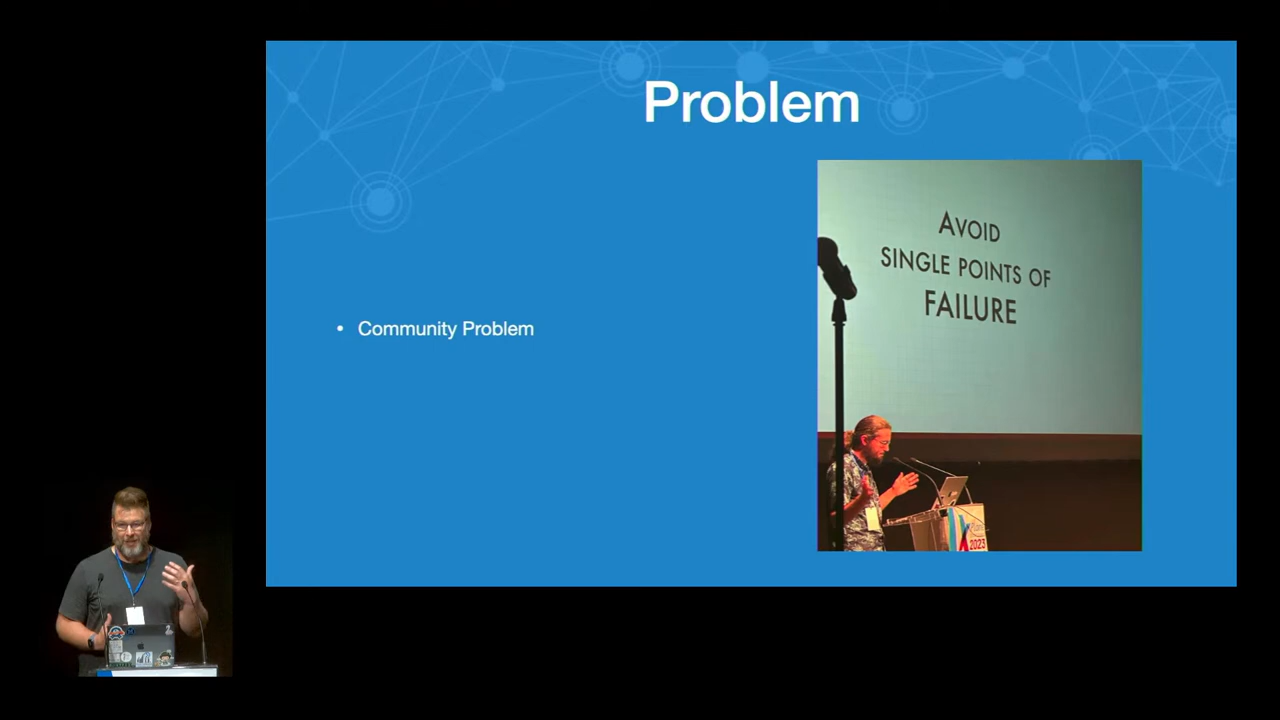 Problem
• Community Problem
AVOID
SINGLE POINTS OF
FAILURE
2023